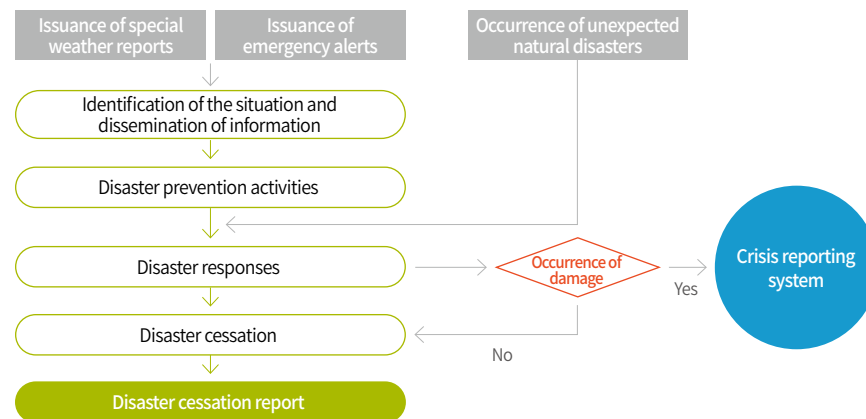 Issuance of special
weather reports
Issuance of
emergency alerts
Occurrence of unexpected
natural disasters
Identification of the situation and
dissemination of information
Disaster prevention activities
Disaster responses
Occurrence of
damage
Yes
Crisis reporting
system
Disaster cessation
No
Disaster cessation report